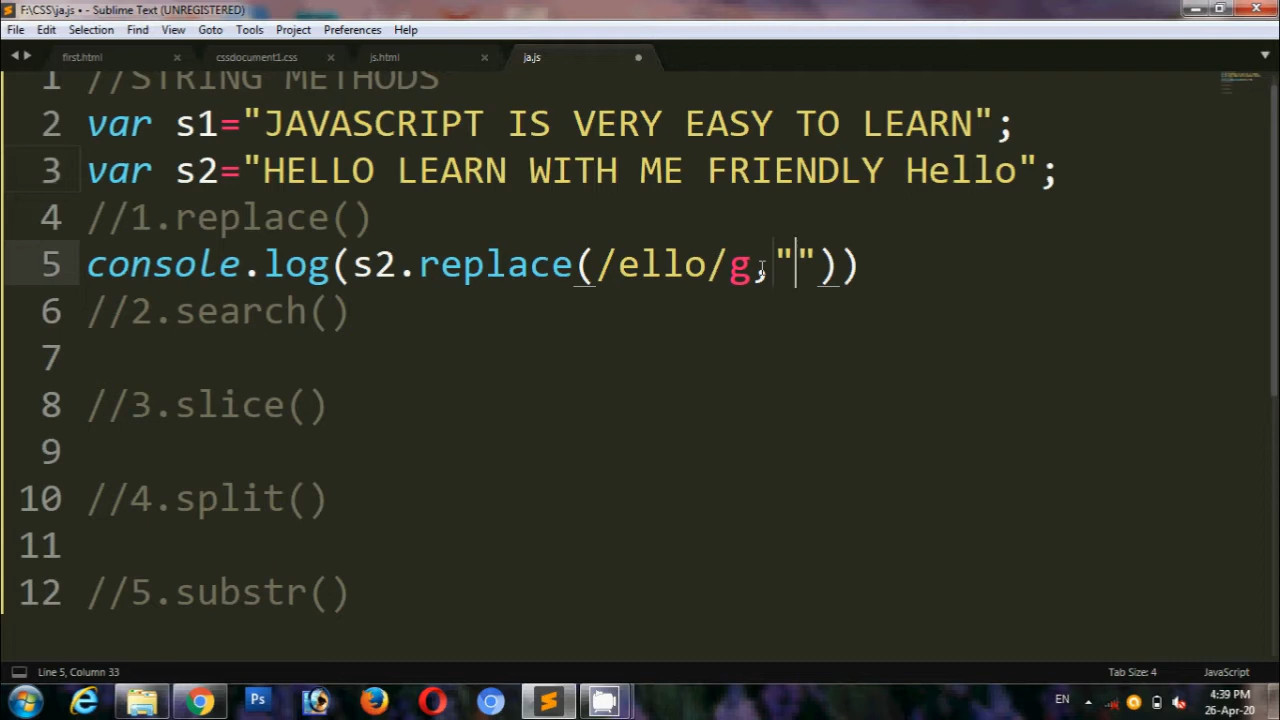 F:\CSS\ja.js • - Sublime Text (UNREGISTERED)
File Edit Selection Find View Goto Tools Project Preferences Help
first.html cssdocument1.css js.html ja.js
1 //STRING METHODS
2 var s1="JAVASCRIPT IS VERY EASY TO LEARN";
3 var s2="HELLO LEARN WITH ME FRIENDLY Hello";
4 //1.replace()
5 console.log(s2.replace(/ello/g,""))
6 //2.search()
7
8 //3.slice()
9
10 //4.split()
11
12 //5.substr()
Line 5, Column 33 Tab Size: 4 JavaScript
Ps EN 4:39 PM
26-Apr-20